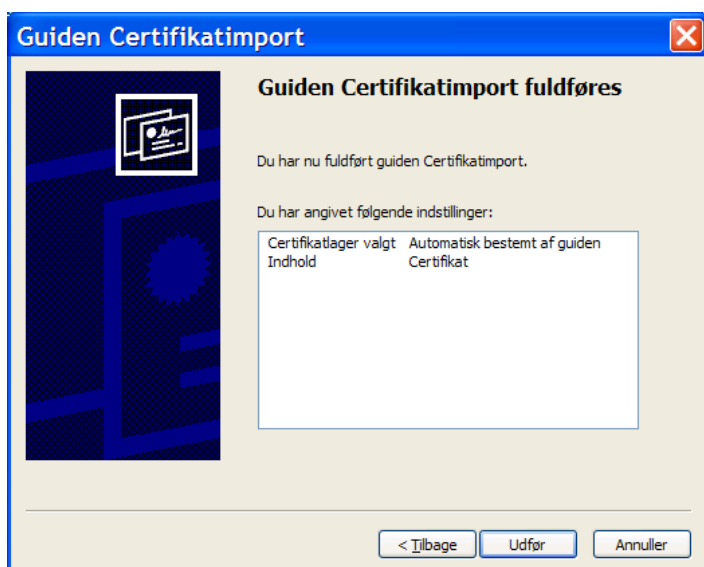 Guiden Certifikatimport
Guiden Certifikatimport fuldføres
Du har nu fuldført guiden Certifikatimport.
Du har angivet følgende indstillinger:
Certifikatlager valgt Automatisk bestemt af guiden
Indhold Certifikat
< Tilbage Udfør Annuller